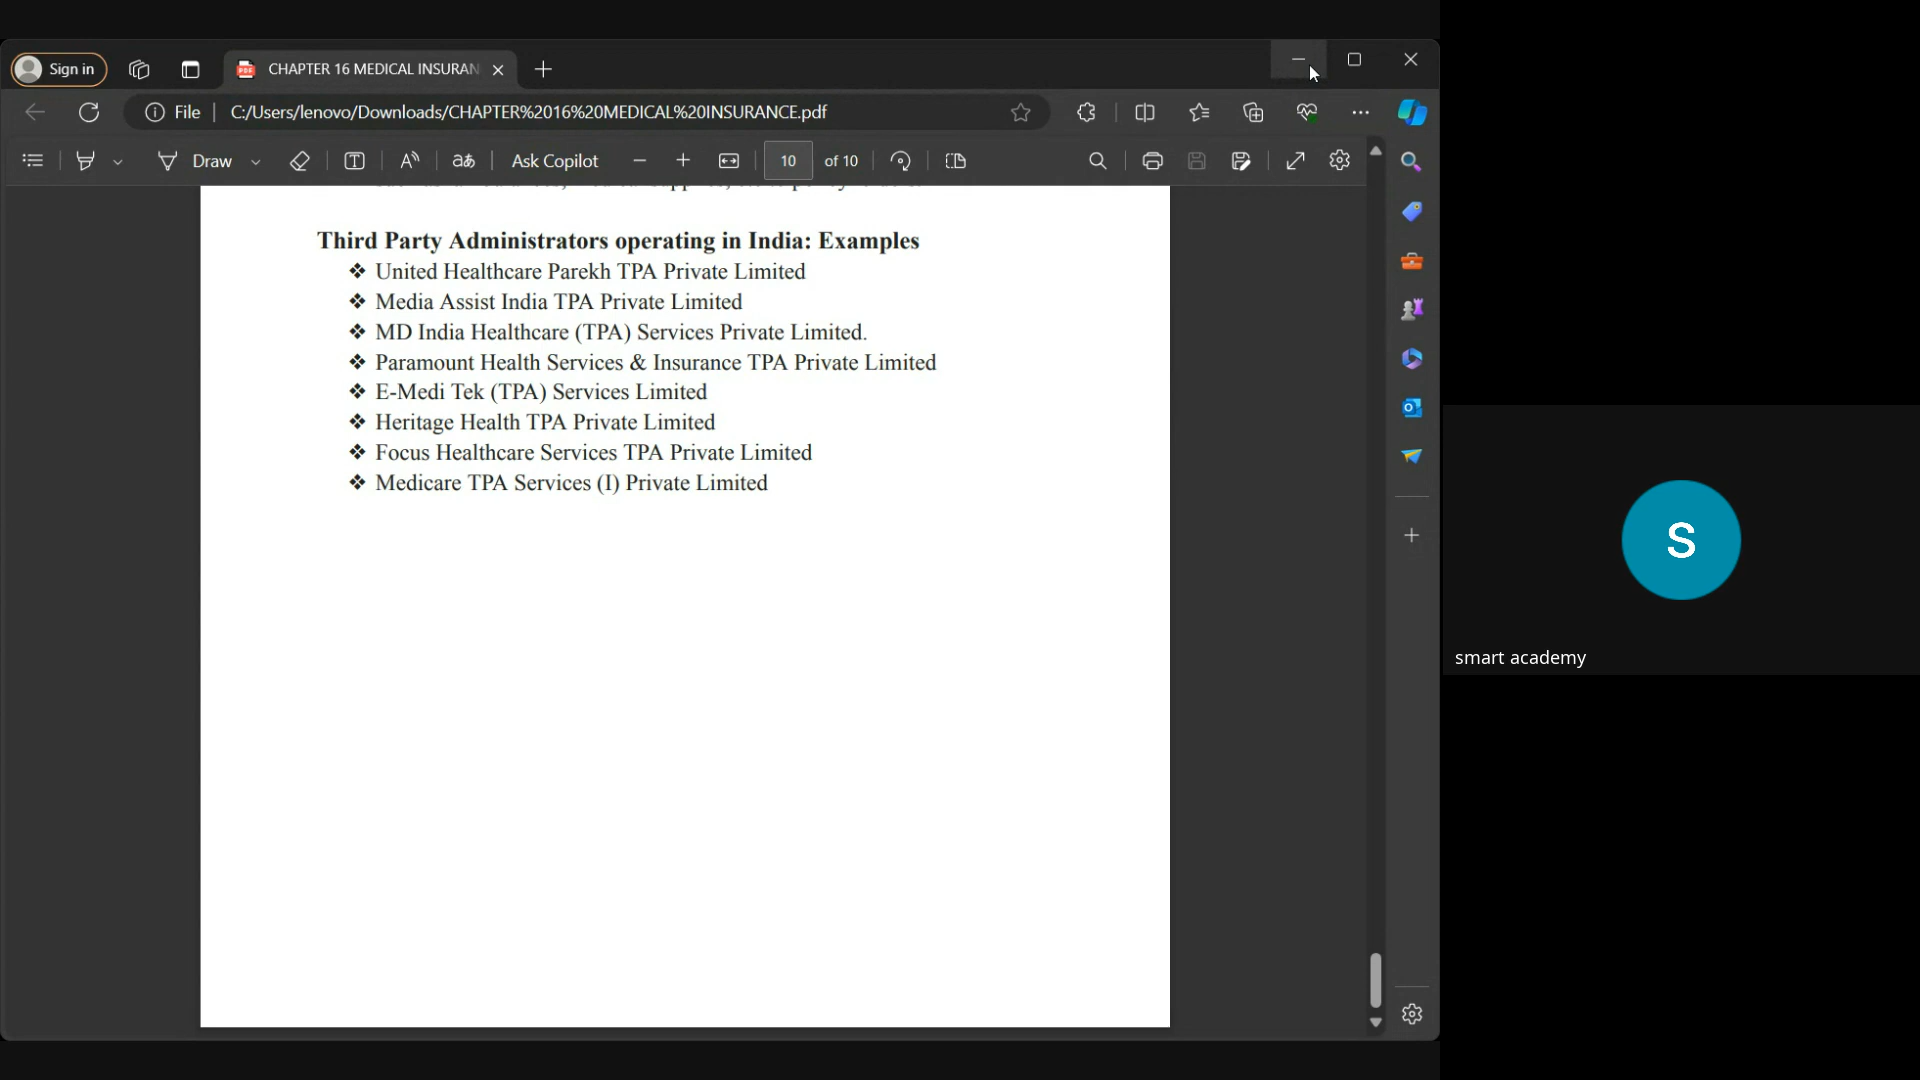 Sign in
CHAPTER 16 MEDICAL INSURAN
File
C:/Users/lenovo/Downloads/CHAPTER%2016%20MEDICAL%20INSURANCE.pdf
Draw
Ask Copilot
10
of 10
Third Party Administrators operating in India: Examples
❖ United Healthcare Parekh TPA Private Limited
❖ Media Assist India TPA Private Limited
❖ MD India Healthcare (TPA) Services Private Limited.
❖ Paramount Health Services & Insurance TPA Private Limited
❖ E-Medi Tek (TPA) Services Limited
❖ Heritage Health TPA Private Limited
❖ Focus Healthcare Services TPA Private Limited
❖ Medicare TPA Services (I) Private Limited
S
smart academy